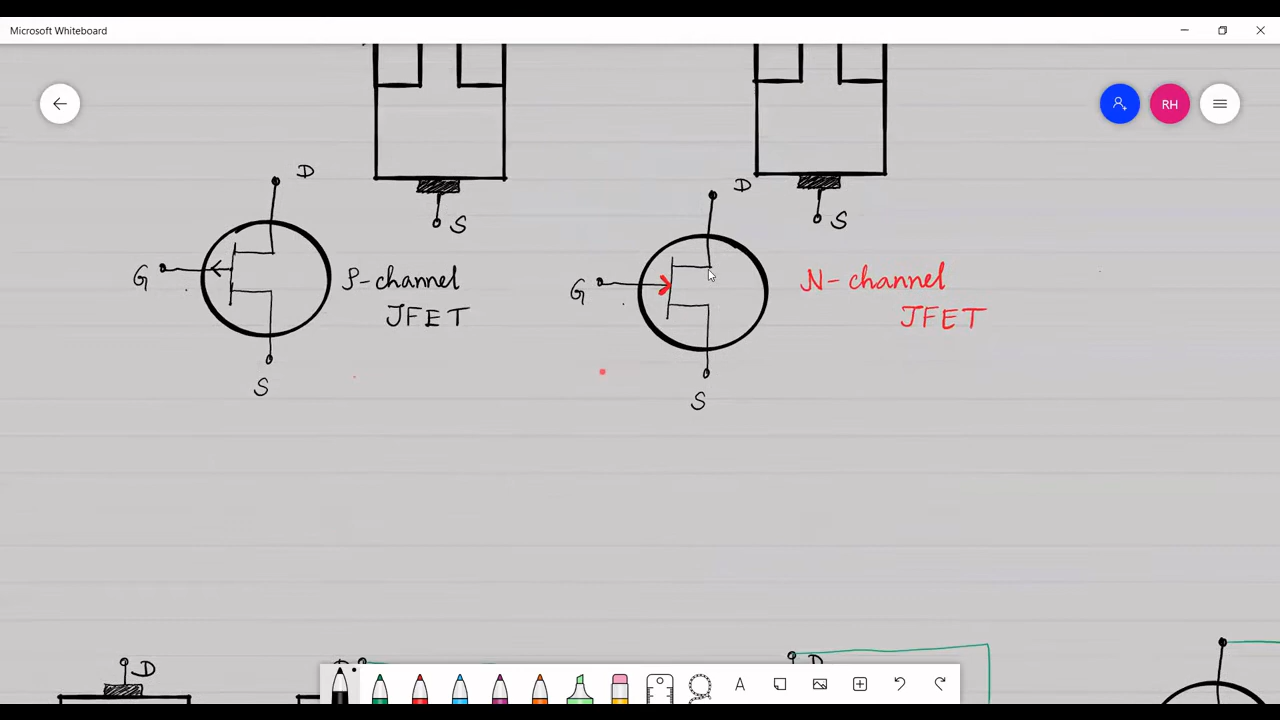 Microsoft Whiteboard
RH
S
S
D
G
P-channel
JFET
S
D
G
N-channel
JFET
S
D
D
D
A